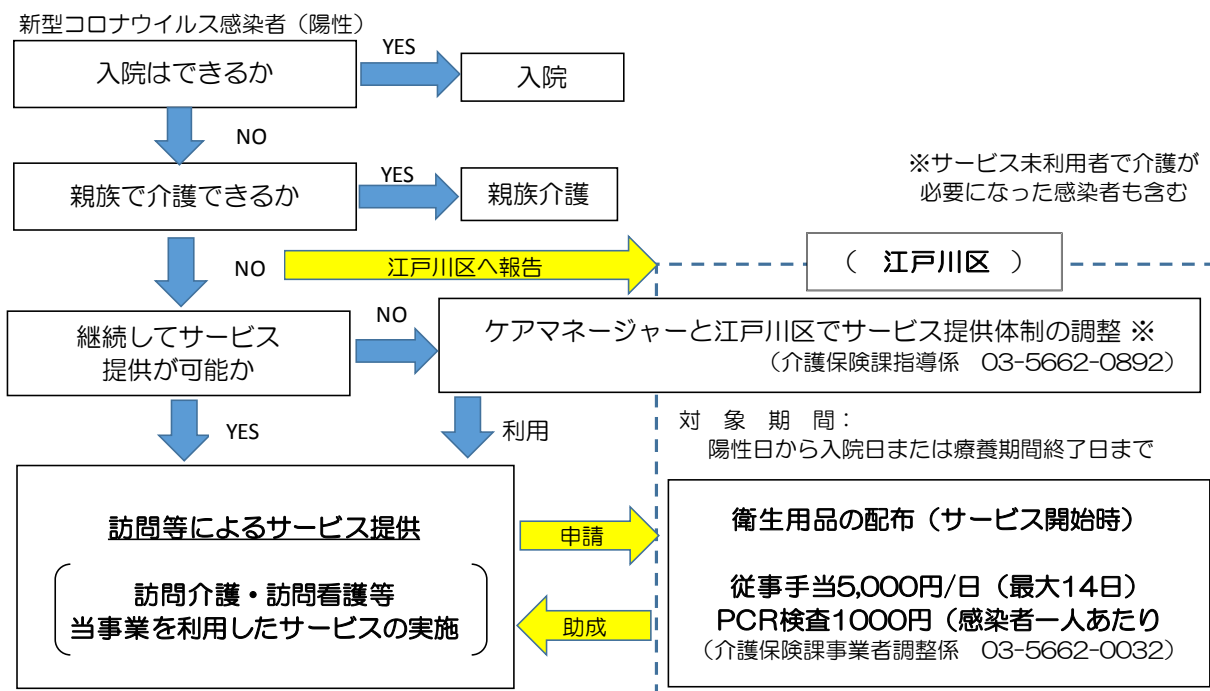 新型コロナウイルス感染者（陽性）
入院はできるか
YES
入院
NO
親族で介護できるか
YES
親族介護
※サービス未利用者で介護が
必要になった感染者も含む
NO
江戸川区へ報告
（　江戸川区　）
継続してサービス
提供が可能か
NO
ケアマネージャーと江戸川区でサービス提供体制の調整 ※
（介護保険課指導係　03-5662-0892）
YES
利用
対　象　期　間：
陽性日から入院日または療養期間終了日まで
訪問等によるサービス提供
訪問介護・訪問看護等
当事業を利用したサービスの実施
申請
助成
衛生用品の配布（サービス開始時）
従事手当5,000円/日（最大14日）
PCR検査1000円（感染者一人あたり
（介護保険課事業者調整係　03-5662-0032）